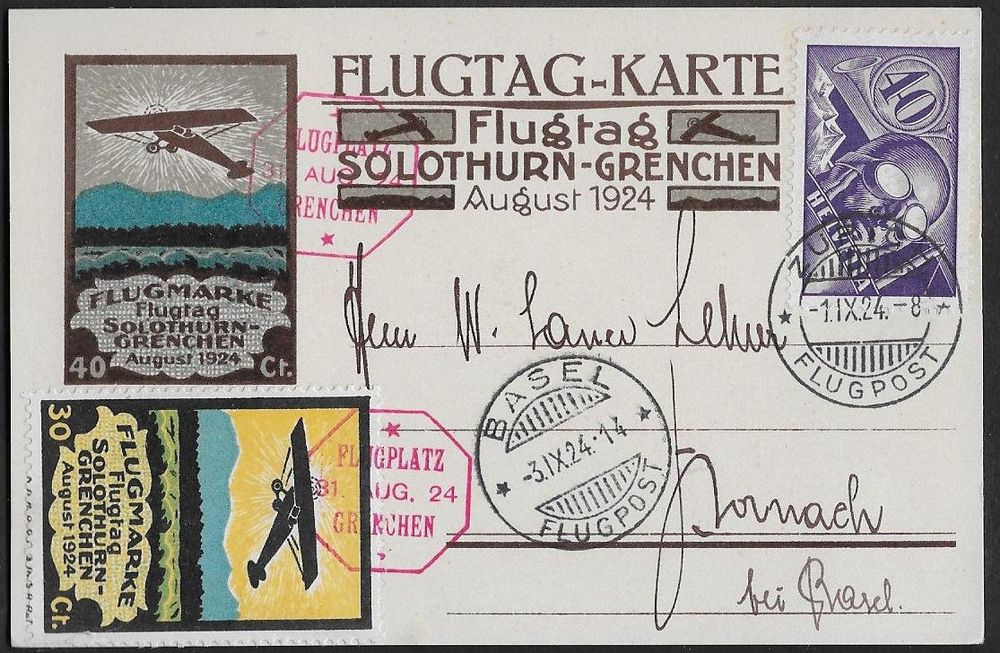 FLUGTAG-KARTE
Flugtag
SOLOTHURN-GRENCHEN
August 1924
40
HELVETIA
FLUGPLATZ
31. AUG. 24
GRENCHEN
FLUGMARKE
Flugtag
SOLOTHURN-
GRENCHEN
August 1924
40 Ct.
ZÜRICH
-1.IX.24.-8
FLUGPOST
Herrn W.
BASEL
-3.IX.24.-14
FLUGPOST
30 Ct.
FLUGMARKE
Flugtag
SOLOTHURN-
GRENCHEN
August 1924
FLUGPLATZ
31. AUG. 24
GRENCHEN
Dornach
bei Basel.